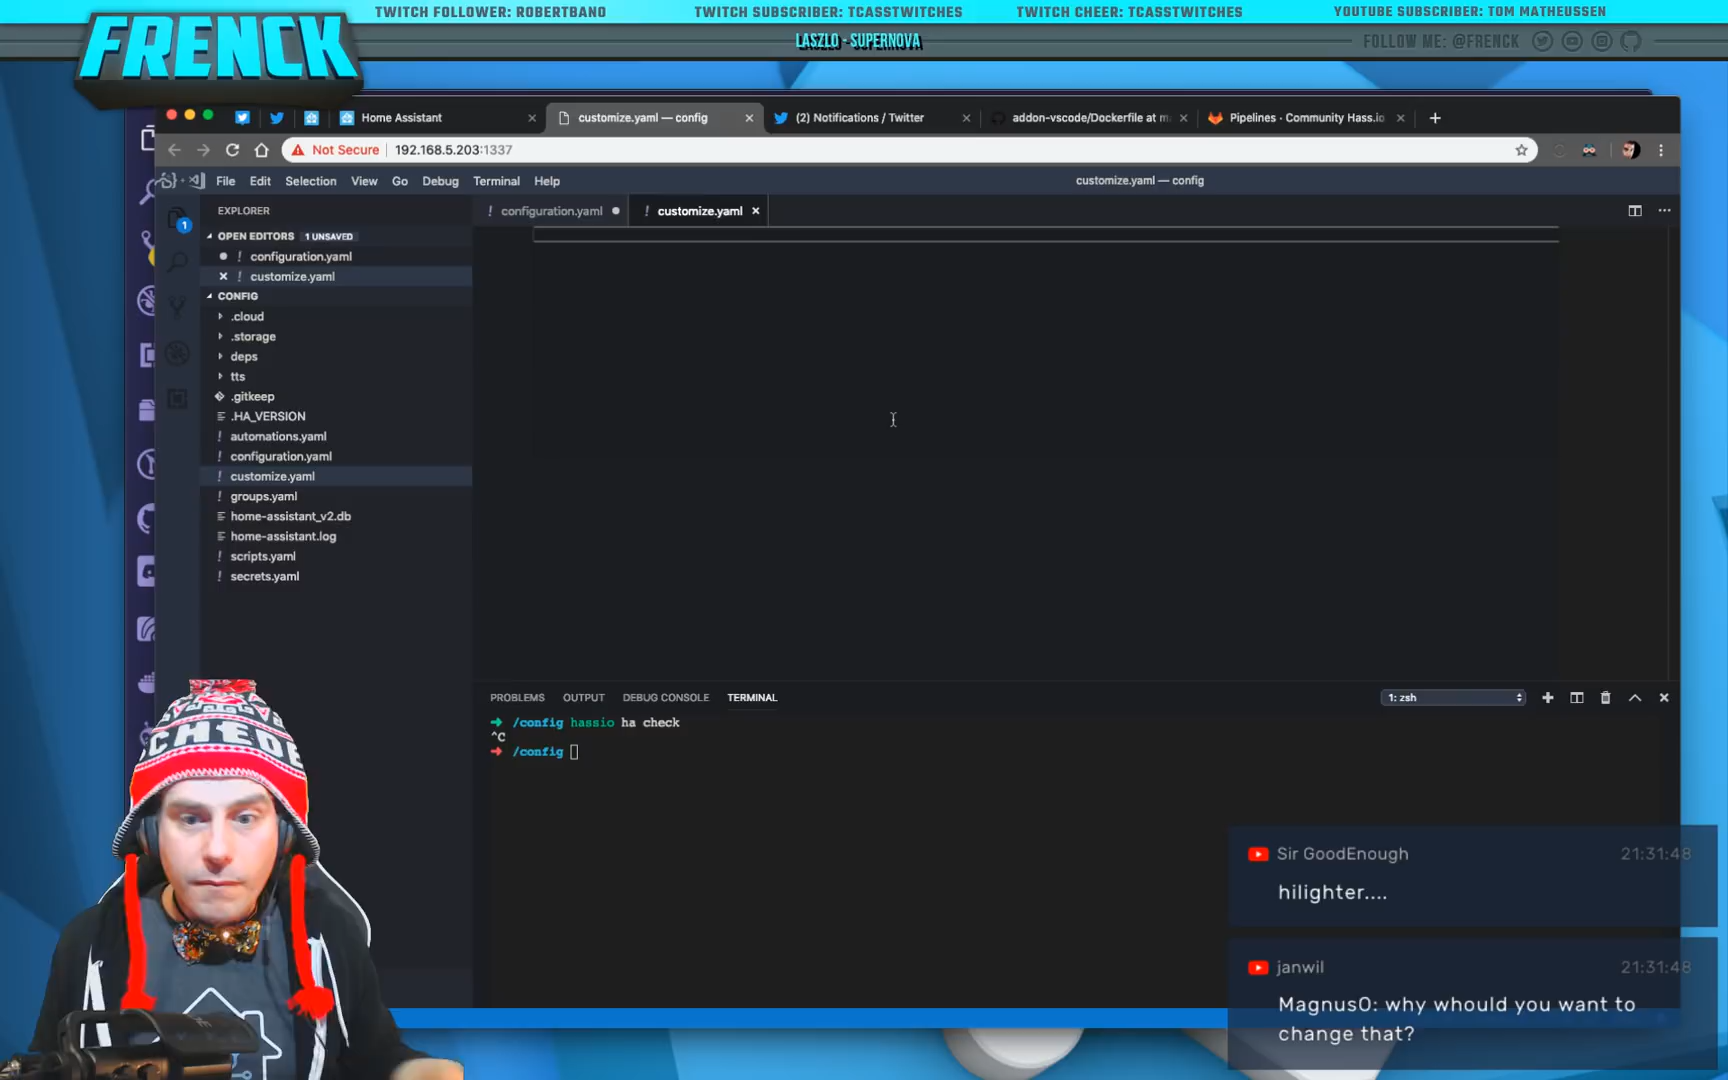 TWITCH FOLLOWER: ROBERTBANO
TWITCH SUBSCRIBER: TCASSTWITCHES
TWITCH CHEER: TCASSTWITCHES
YOUTUBE SUBSCRIBER: TOM MATHEUSSEN
FRENCK
LASZLO - SUPERNOVA
FOLLOW ME: @FRENCK
Home Assistant
customize.yaml — config
(2) Notifications / Twitter
addon-vscode/Dockerfile at m
Pipelines · Community Hass.io
Not Secure
192.168.5.203:1337
File Edit Selection View Go Debug Terminal Help
customize.yaml — config
EXPLORER
configuration.yaml
customize.yaml
1
OPEN EDITORS 1 UNSAVED
! configuration.yaml
! customize.yaml
CONFIG
.cloud
.storage
deps
tts
.gitkeep
.HA_VERSION
! automations.yaml
! configuration.yaml
! customize.yaml
! groups.yaml
home-assistant_v2.db
home-assistant.log
! scripts.yaml
! secrets.yaml
PROBLEMS OUTPUT DEBUG CONSOLE TERMINAL
1: zsh
➜ /config hassio ha check
^C
➜ /config
CHEDE
Sir GoodEnough 21:31:48
hilighter....
janwil 21:31:48
MagnusO: why whould you want to
change that?